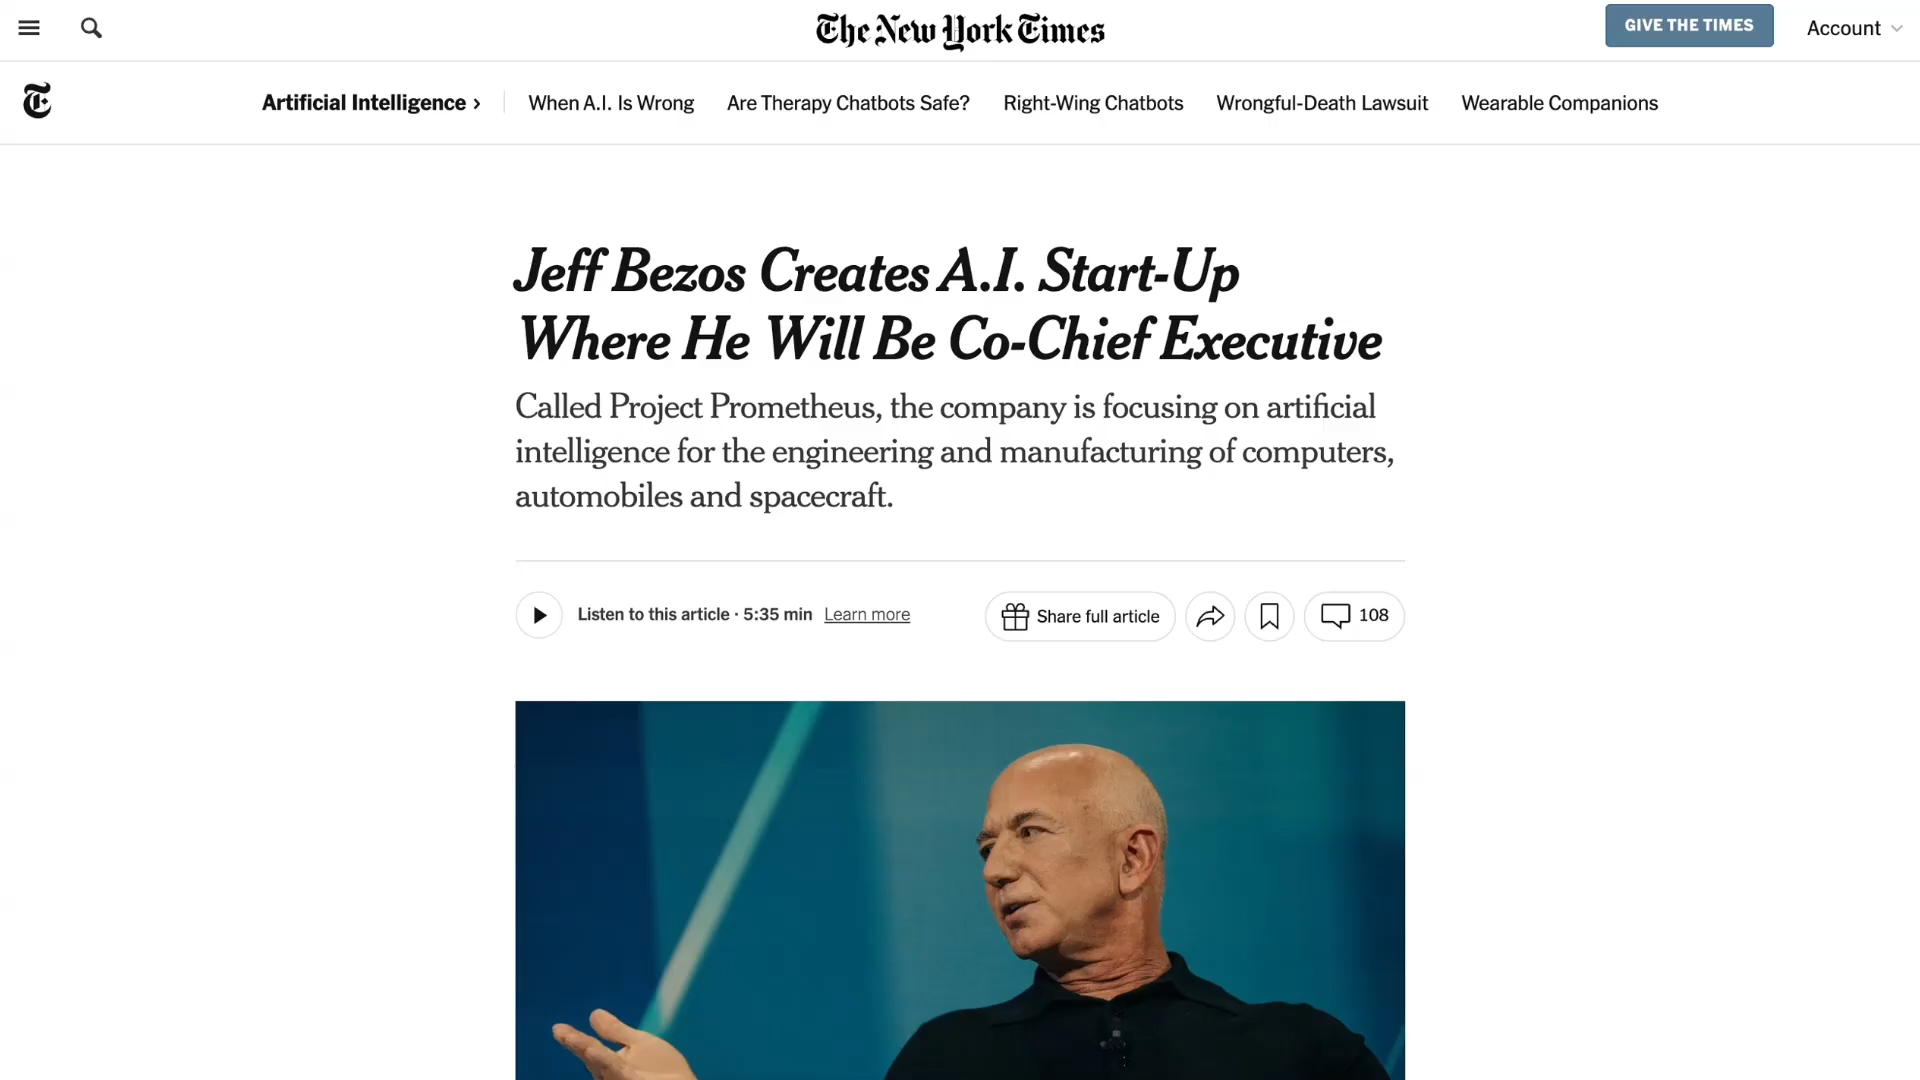 The New York Times
GIVE THE TIMES
Account
Artificial Intelligence ›
When A.I. Is Wrong
Are Therapy Chatbots Safe?
Right-Wing Chatbots
Wrongful-Death Lawsuit
Wearable Companions
Jeff Bezos Creates A.I. Start-Up
Where He Will Be Co-Chief Executive
Called Project Prometheus, the company is focusing on artificial
intelligence for the engineering and manufacturing of computers,
automobiles and spacecraft.
Listen to this article · 5:35 min Learn more
Share full article
108